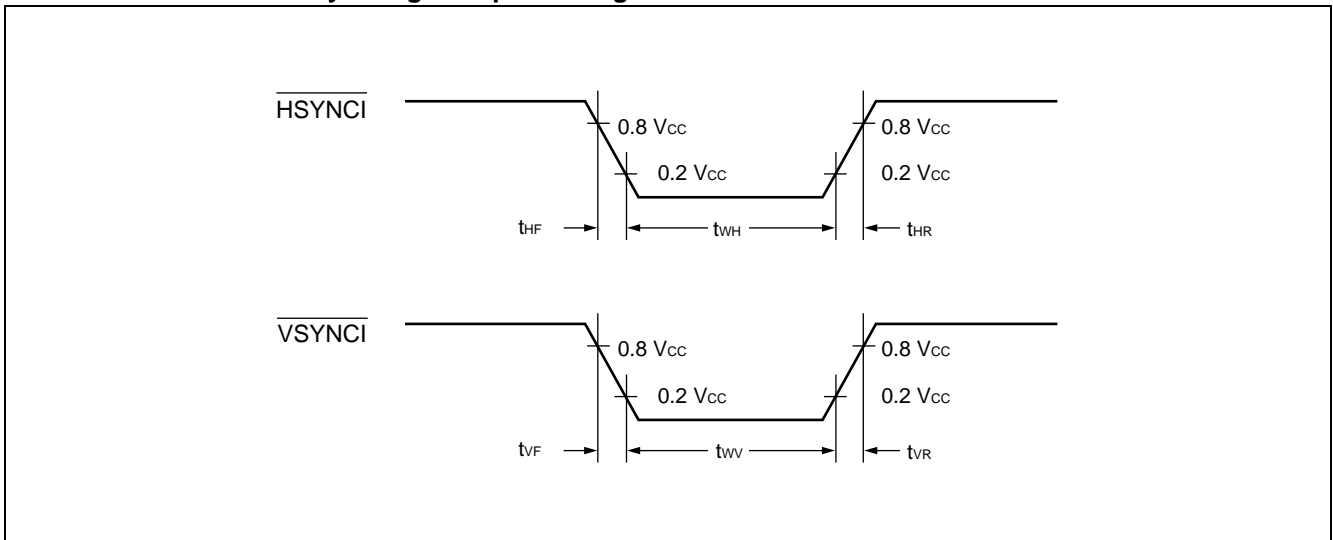 HSYNCI
0.8 VCC
0.8 VCC
0.2 VCC
0.2 VCC
tHF
tWH
tHR
VSYNCI
0.8 VCC
0.8 VCC
0.2 VCC
0.2 VCC
tVF
tWV
tVR